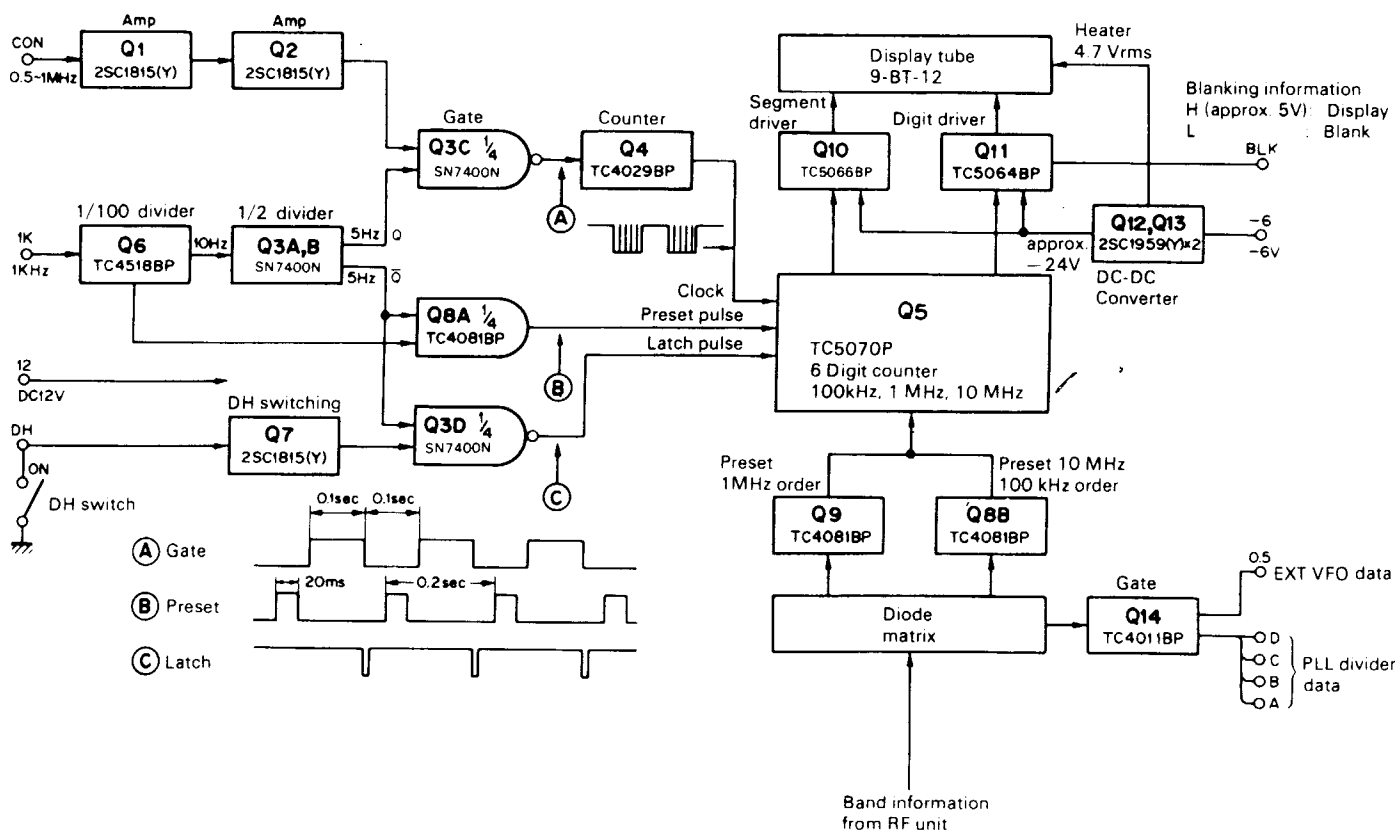 Amp
Amp
CON
0.5~1MHz
Q1
2SC1815(Y)
Q2
2SC1815(Y)
Gate
Q3C 1/4
SN7400N
Counter
Q4
TC4029BP
A
Display tube
9-BT-12
Heater
4.7 Vrms
Segment
driver
Digit driver
Q10
TC5066BP
Q11
TC5064BP
Blanking information
H (approx. 5V): Display
L : Blank
BLK
1K
1KHz
1/100 divider
Q6
TC4518BP
10Hz
1/2 divider
Q3A,B
SN7400N
5Hz Q
5Hz Q̅
approx.
−24V
Q12,Q13
2SC1959(Y)×2
DC-DC
Converter
-6
-6V
Q8A 1/4
TC4081BP
B
Clock
Preset pulse
Latch pulse
Q5
TC5070P
6 Digit counter
100kHz, 1 MHz, 10 MHz
12
DC12V
DH switching
DH
Q7
2SC1815(Y)
Q3D 1/4
SN7400N
C
ON
DH switch
Preset
1MHz order
Preset 10 MHz
100 kHz order
Q9
TC4081BP
Q8B
TC4081BP
0.1sec
0.1sec
A Gate
20ms
0.2sec
B Preset
C Latch
Diode
matrix
Gate
Q14
TC4011BP
0.5
EXT VFO data
D
C
B
A
PLL divider
data
Band information
from RF unit